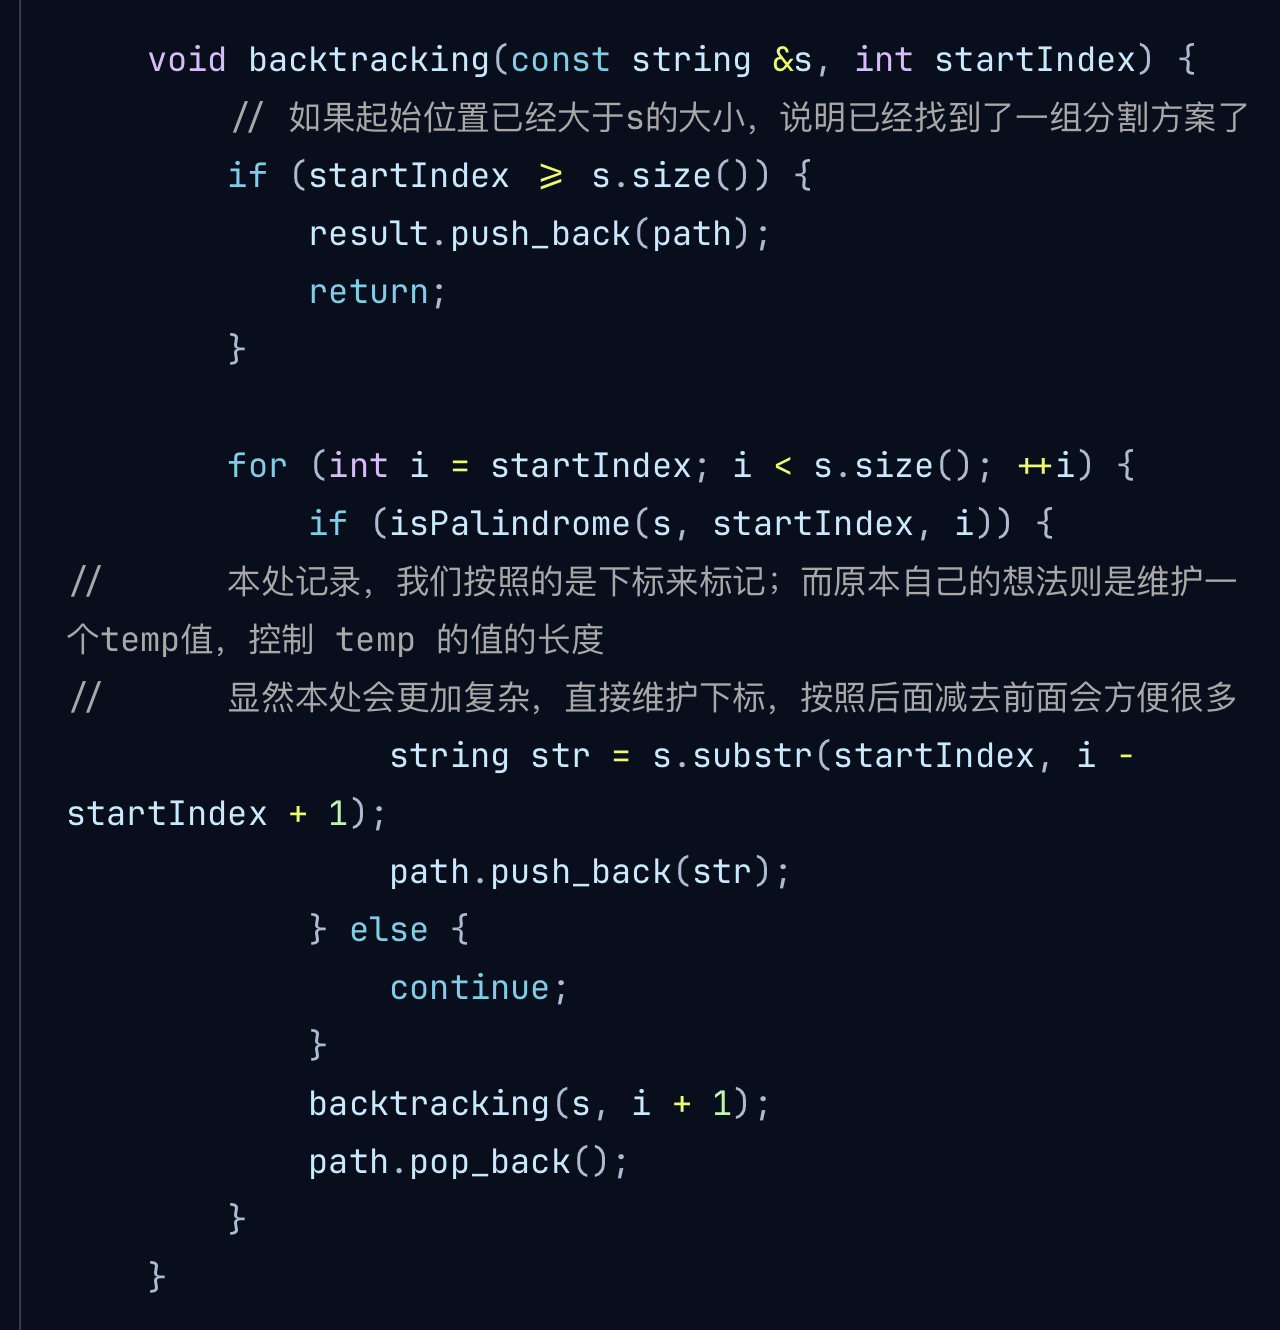 void backtracking(const string &s, int startIndex) {
// 如果起始位置已经大于s的大小，说明已经找到了一组分割方案了
if (startIndex >= s.size()) {
result.push_back(path);
return;
}
for (int i = startIndex; i < s.size(); ++i) {
if (isPalindrome(s, startIndex, i)) {
// 本处记录，我们按照的是下标来标记；而原本自己的想法则是维护一
个temp值，控制 temp 的值的长度
// 显然本处会更加复杂，直接维护下标，按照后面减去前面会方便很多
string str = s.substr(startIndex, i -
startIndex + 1);
path.push_back(str);
} else {
continue;
}
backtracking(s, i + 1);
path.pop_back();
}
}